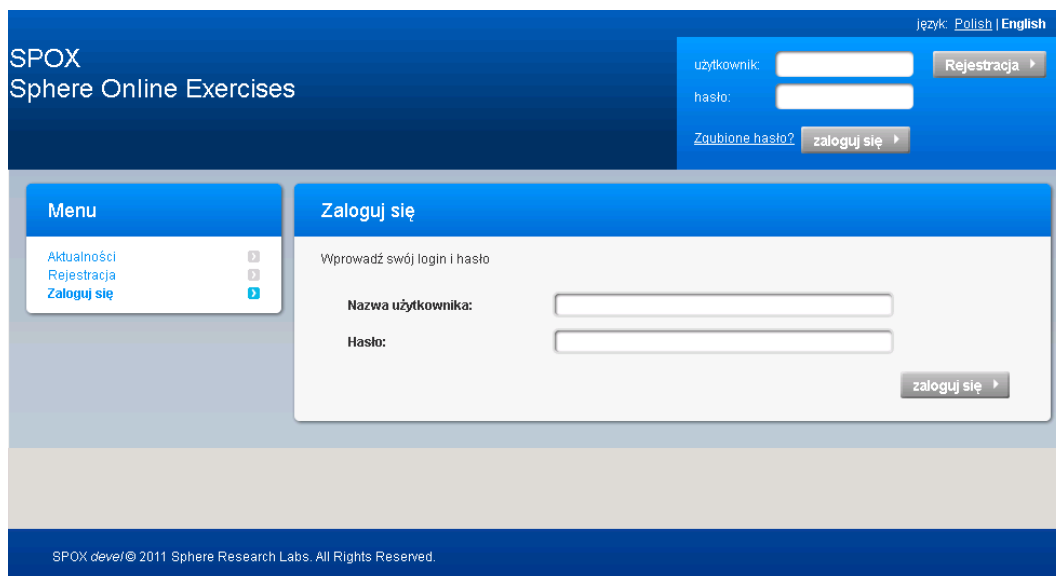 język: Polish | English
SPOX
Sphere Online Exercises
użytkownik:
Rejestracja
hasło:
Zgubione hasło?
zaloguj się
Menu
Aktualności
Rejestracja
Zaloguj się
Zaloguj się
Wprowadź swój login i hasło
Nazwa użytkownika:
Hasło:
zaloguj się
SPOX devel © 2011 Sphere Research Labs. All Rights Reserved.